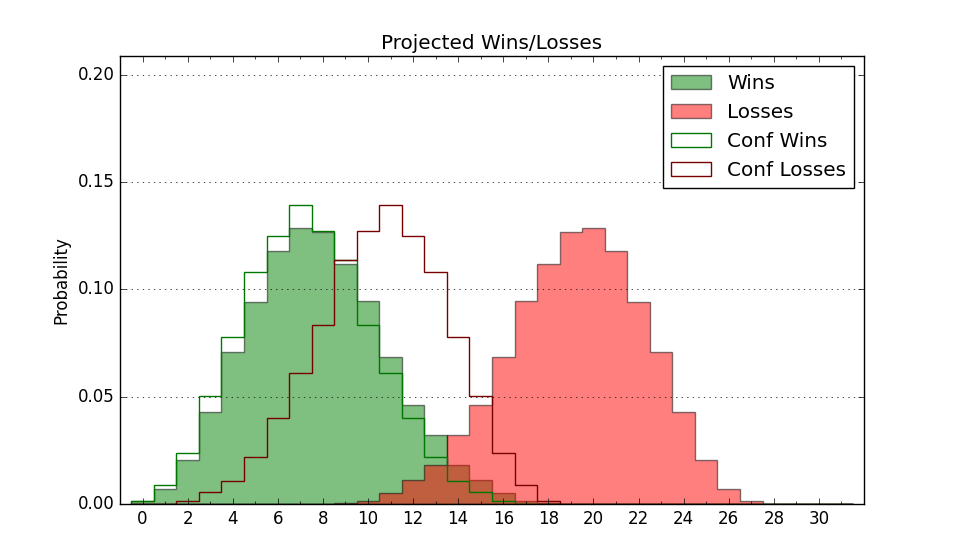 Projected Wins/Losses
0.20
0.15
0.10
0.05
0.00
Probability
Wins
Losses
Conf Wins
Conf Losses
0 2 4 6 8 10 12 14 16 18 20 22 24 26 28 30